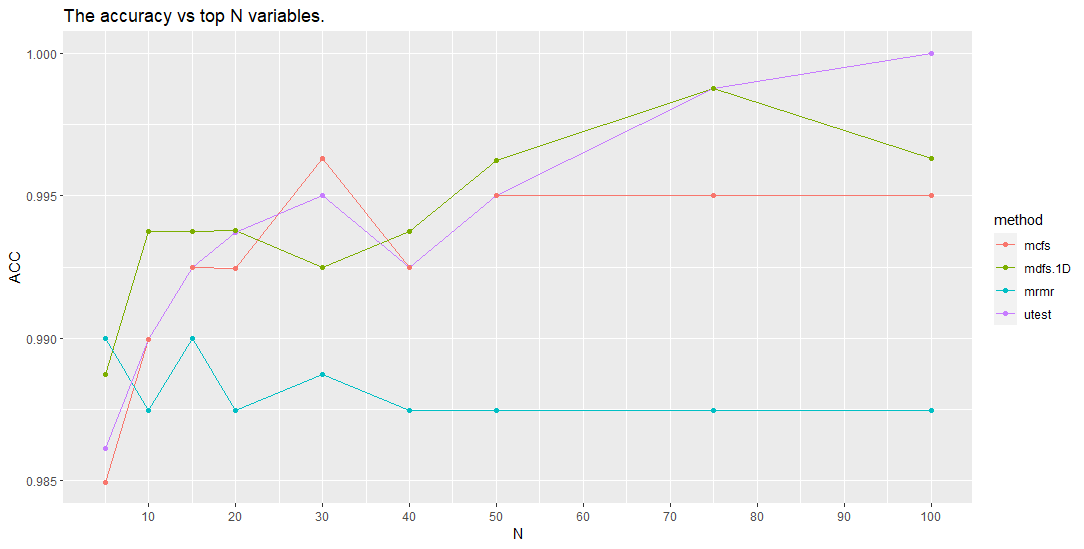 The accuracy vs top N variables.
ACC
1.000
0.995
0.990
0.985
10 20 30 40 50 60 70 80 90 100
N
method
mcfs
mdfs.1D
mrmr
utest